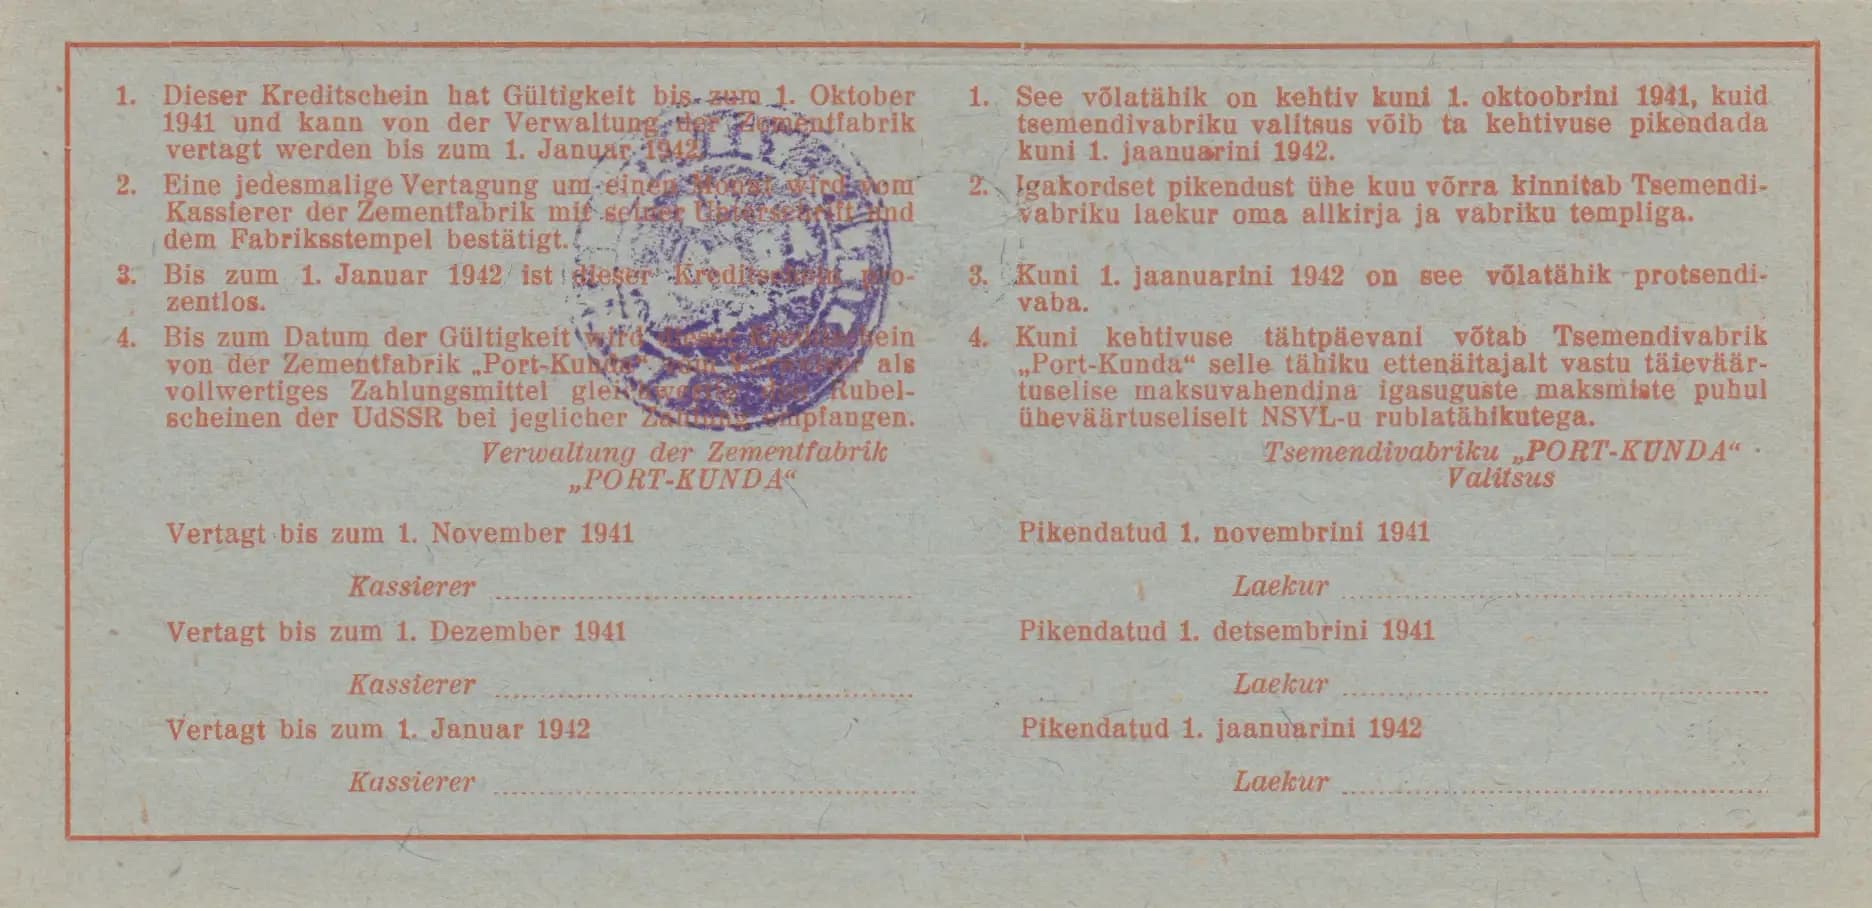 1. Dieser Kreditschein hat Gültigkeit bis zum 1. Oktober
1941 und kann von der Verwaltung der Zementfabrik
vertagt werden bis zum 1. Januar 1942.
2. Eine jedesmalige Vertagung um einen Monat wird vom
Kassierer der Zementfabrik mit seiner Unterschrift und
dem Fabriksstempel bestätigt.
3. Bis zum 1. Januar 1942 ist dieser Kreditschein pro-
zentlos.
4. Bis zum Datum der Gültigkeit wird dieser Kreditschein
von der Zementfabrik „Port-Kunda“ vom als
vollwertiges Zahlungsmittel gleichwertig den Rubel-
scheinen der UdSSR bei jeglicher Zahlung empfangen.
Verwaltung der Zementfabrik
„PORT-KUNDA“
Vertagt bis zum 1. November 1941
Kassierer
Vertagt bis zum 1. Dezember 1941
Kassierer
Vertagt bis zum 1. Januar 1942
Kassierer
1. See võlatähik on kehtiv kuni 1. oktoobrini 1941, kuid
tsemendivabriku valitsus võib ta kehtivuse pikendada
kuni 1. jaanuarini 1942.
2. Igakordset pikendust ühe kuu võrra kinnitab Tsemendi-
vabriku laekur oma allkirja ja vabriku templiga.
3. Kuni 1. jaanuarini 1942 on see võlatähik protsendi-
vaba.
4. Kuni kehtivuse tähtpäevani võtab Tsemendivabrik
„Port-Kunda“ selle tähiku ettenäitajalt vastu täieväär-
tuselise maksuvahendina igasuguste maksmiste puhul
üheväärtuseliselt NSVL-u rublatähikutega.
Tsemendivabriku „PORT-KUNDA“
Valitsus
Pikendatud 1. novembrini 1941
Laekur
Pikendatud 1. detsembrini 1941
Laekur
Pikendatud 1. jaanuarini 1942
Laekur